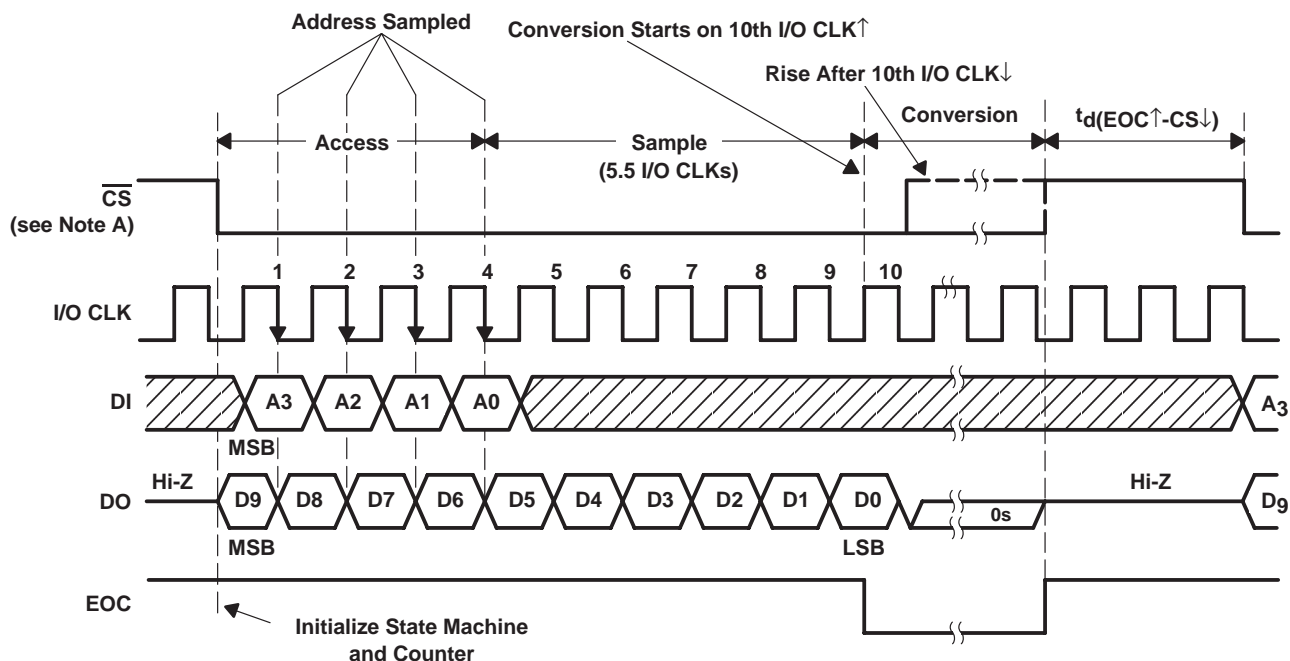 Address Sampled
Conversion Starts on 10th I/O CLK↑
Rise After 10th I/O CLK↓
Access
Sample
(5.5 I/O CLKs)
Conversion
td(EOC↑-CS↓)
CS
(see Note A)
1 2 3 4 5 6 7 8 9 10
I/O CLK
DI A3 A2 A1 A0 A3
MSB
Hi-Z Hi-Z
DO D9 D8 D7 D6 D5 D4 D3 D2 D1 D0 0s D9
MSB LSB
EOC
Initialize State Machine
and Counter